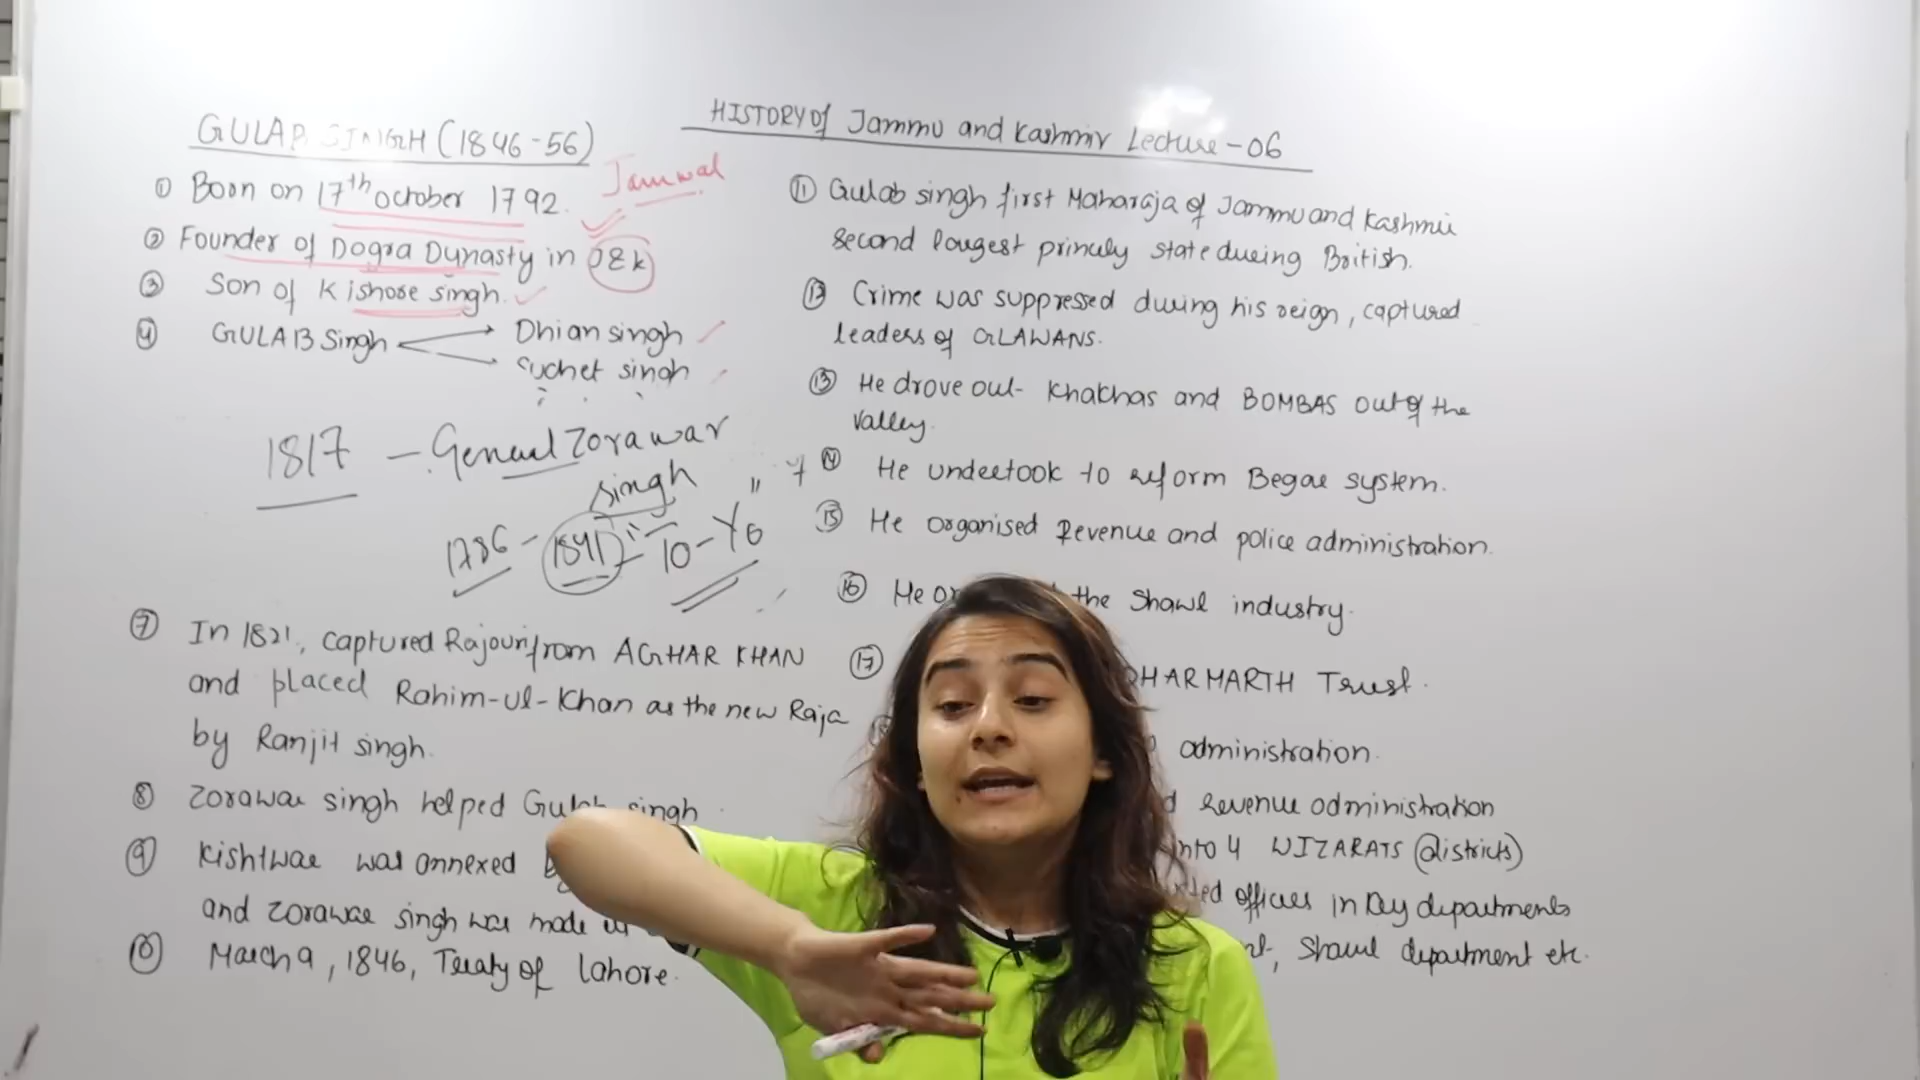 HISTORY of Jammu and Kashmir Lecture - 06
GULAB SINGH (1846-56)
Jamwal
① Born on 17th october 1792.
② Founder of Dogra Dynasty in J&k
③ Son of Kishore singh.
④ GULAB Singh
Dhian singh
Suchet singh
1817 - General Zorawar
singh
1786 - 1841
⑦ In 1821, captured Rajouri from AGHAR KHAN
and placed Rahim-ul-Khan as the new Raja
by Ranjit singh.
⑧ Zorawar singh helped Gulab singh
⑨ Kishtwar was annexed
and Zorawar singh was made
⑩ March 9, 1846, Treaty of lahore.
⑪ Gulab singh first Maharaja of Jammu and Kashmir
second largest princely state during British.
⑫ Crime was suppressed during his reign, captured
leaders of GLAWANS.
⑬ He drove out Khakhas and BOMBAS out of the
valley.
⑭ He undertook to reform Begar system.
⑮ He organised Revenue and police administration.
⑯ He the Shawl industry.
⑰ DHARMARTH Trust.
administration.
revenue administration
into 4 WIZARATS (districts)
offices in Dry departments
Shawl department etc.